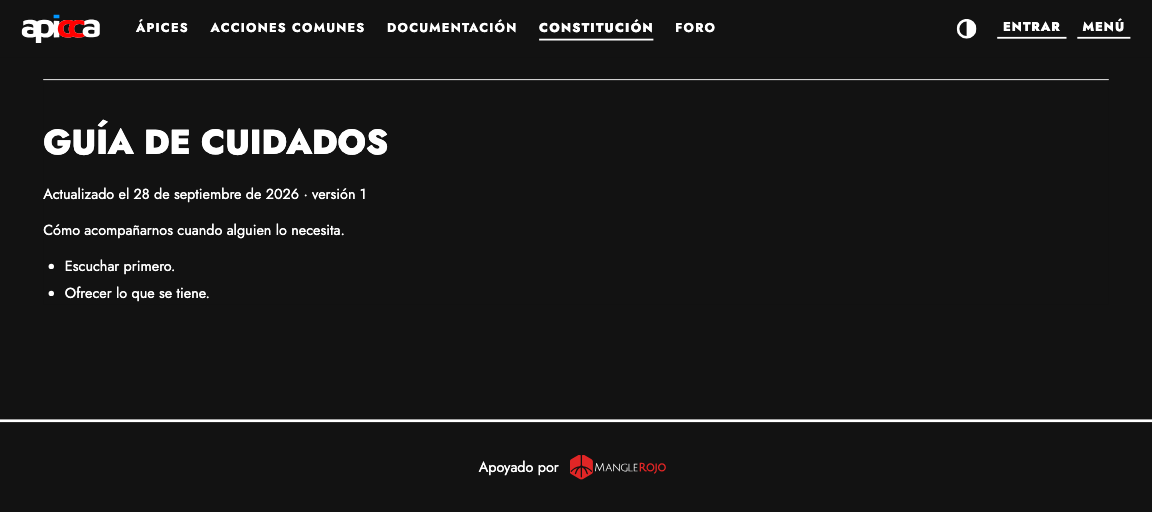 apicca
ÁPICES ACCIONES COMUNES DOCUMENTACIÓN CONSTITUCIÓN FORO ENTRAR MENÚ
GUÍA DE CUIDADOS
Actualizado el 28 de septiembre de 2026 · versión 1
Cómo acompañarnos cuando alguien lo necesita.
• Escuchar primero.
• Ofrecer lo que se tiene.
Apoyado por MANGLEROJO